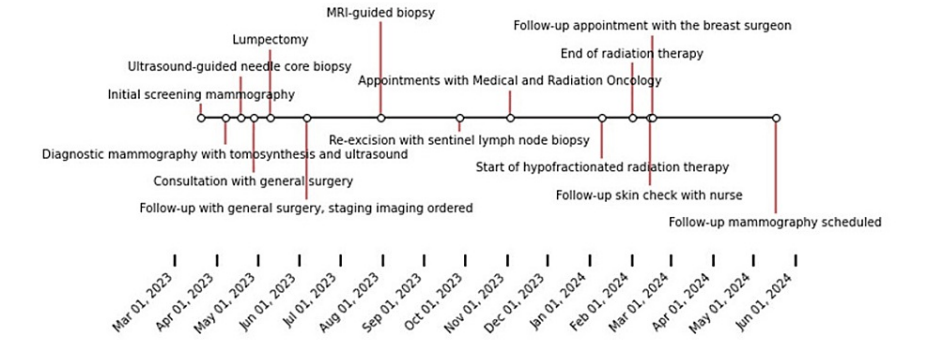 MRI-guided biopsy
Follow-up appointment with the breast surgeon
Lumpectomy
End of radiation therapy
Ultrasound-guided needle core biopsy
Appointments with Medical and Radiation Oncology
Initial screening mammography
Re-excision with sentinel lymph node biopsy
Diagnostic mammography with tomosynthesis and ultrasound
Start of hypofractionated radiation therapy
Consultation with general surgery
Follow-up skin check with nurse
Follow-up with general surgery, staging imaging ordered
Follow-up mammography scheduled
Mar 01, 2023
Apr 01, 2023
May 01, 2023
Jun 01, 2023
Jul 01, 2023
Aug 01, 2023
Sep 01, 2023
Oct 01, 2023
Nov 01, 2023
Dec 01, 2023
Jan 01, 2024
Feb 01, 2024
Mar 01, 2024
Apr 01, 2024
May 01, 2024
Jun 01, 2024